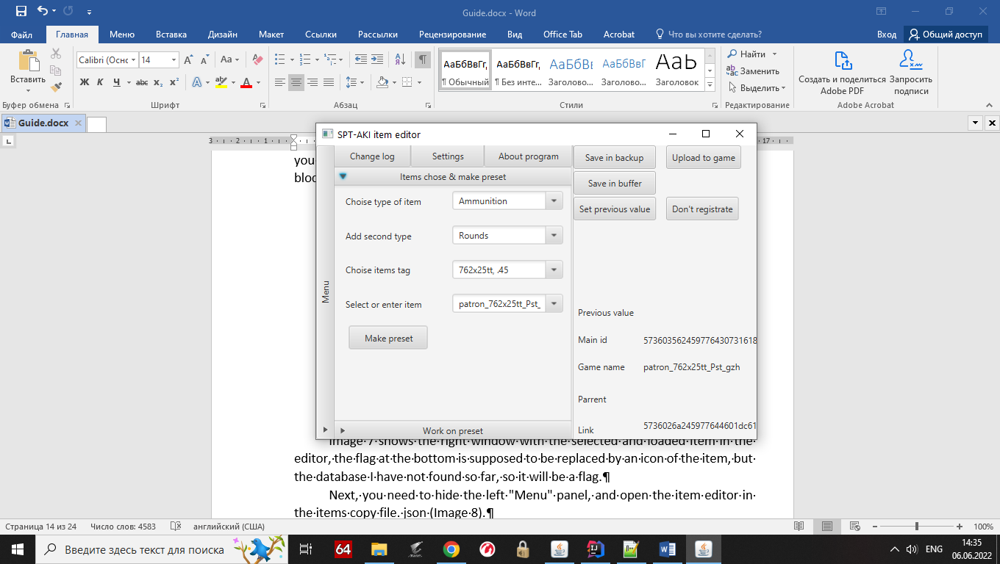 Guide.docx - Word
Файл Главная Меню Вставка Дизайн Макет Ссылки Рассылки Рецензирование Вид Office Tab Acrobat Что вы хотите сделать? Вход Общий доступ
Вставить
Calibri (Оснс 14
Aa
Ж К Ч abc x₂ x²
АаБбВвГг, АаБбВвГг, АаБбВі АаБбВвГ Aab
¶ Обычный ¶ Без инте... Заголово... Заголово... Заголовок
Найти
Заменить
Выделить
Создать и поделиться Adobe PDF
Запросить подписи
Буфер обмена Шрифт Абзац Стили Редактирование Adobe Acrobat
Guide.docx
3 2 1 17
you
bloc
SPT-AKI item editor
Menu
Change log Settings About program
Items chose & make preset
Choise type of item Ammunition
Add second type Rounds
Choise items tag 762x25tt, .45
Select or enter item patron_762x25tt_Pst_
Make preset
Work on preset
Save in backup Upload to game
Save in buffer
Set previous value Don't registrate
Previous value
Main id 573603562459776430731618
Game name patron_762x25tt_Pst_gzh
Parent
Link 5736026a245977644601dc61
Image·7·shows·the·right·window·with·the·selected·and·loaded·item·in·the·
editor,·the·flag·at·the·bottom·is·supposed·to·be·replaced·by·an·icon·of·the·item,·but·
the·database·I·have·not·found·so·far,·so·it·will·be·a·flag.¶
Next,·you·need·to·hide·the·left·"Menu"·panel,·and·open·the·item·editor·in·
the·items·copy·file.·json·(Image·8).¶
Страница 14 из 24 Число слов: 4583 английский (США) 100%
Введите здесь текст для поиска
64
ENG
14:35
06.06.2022